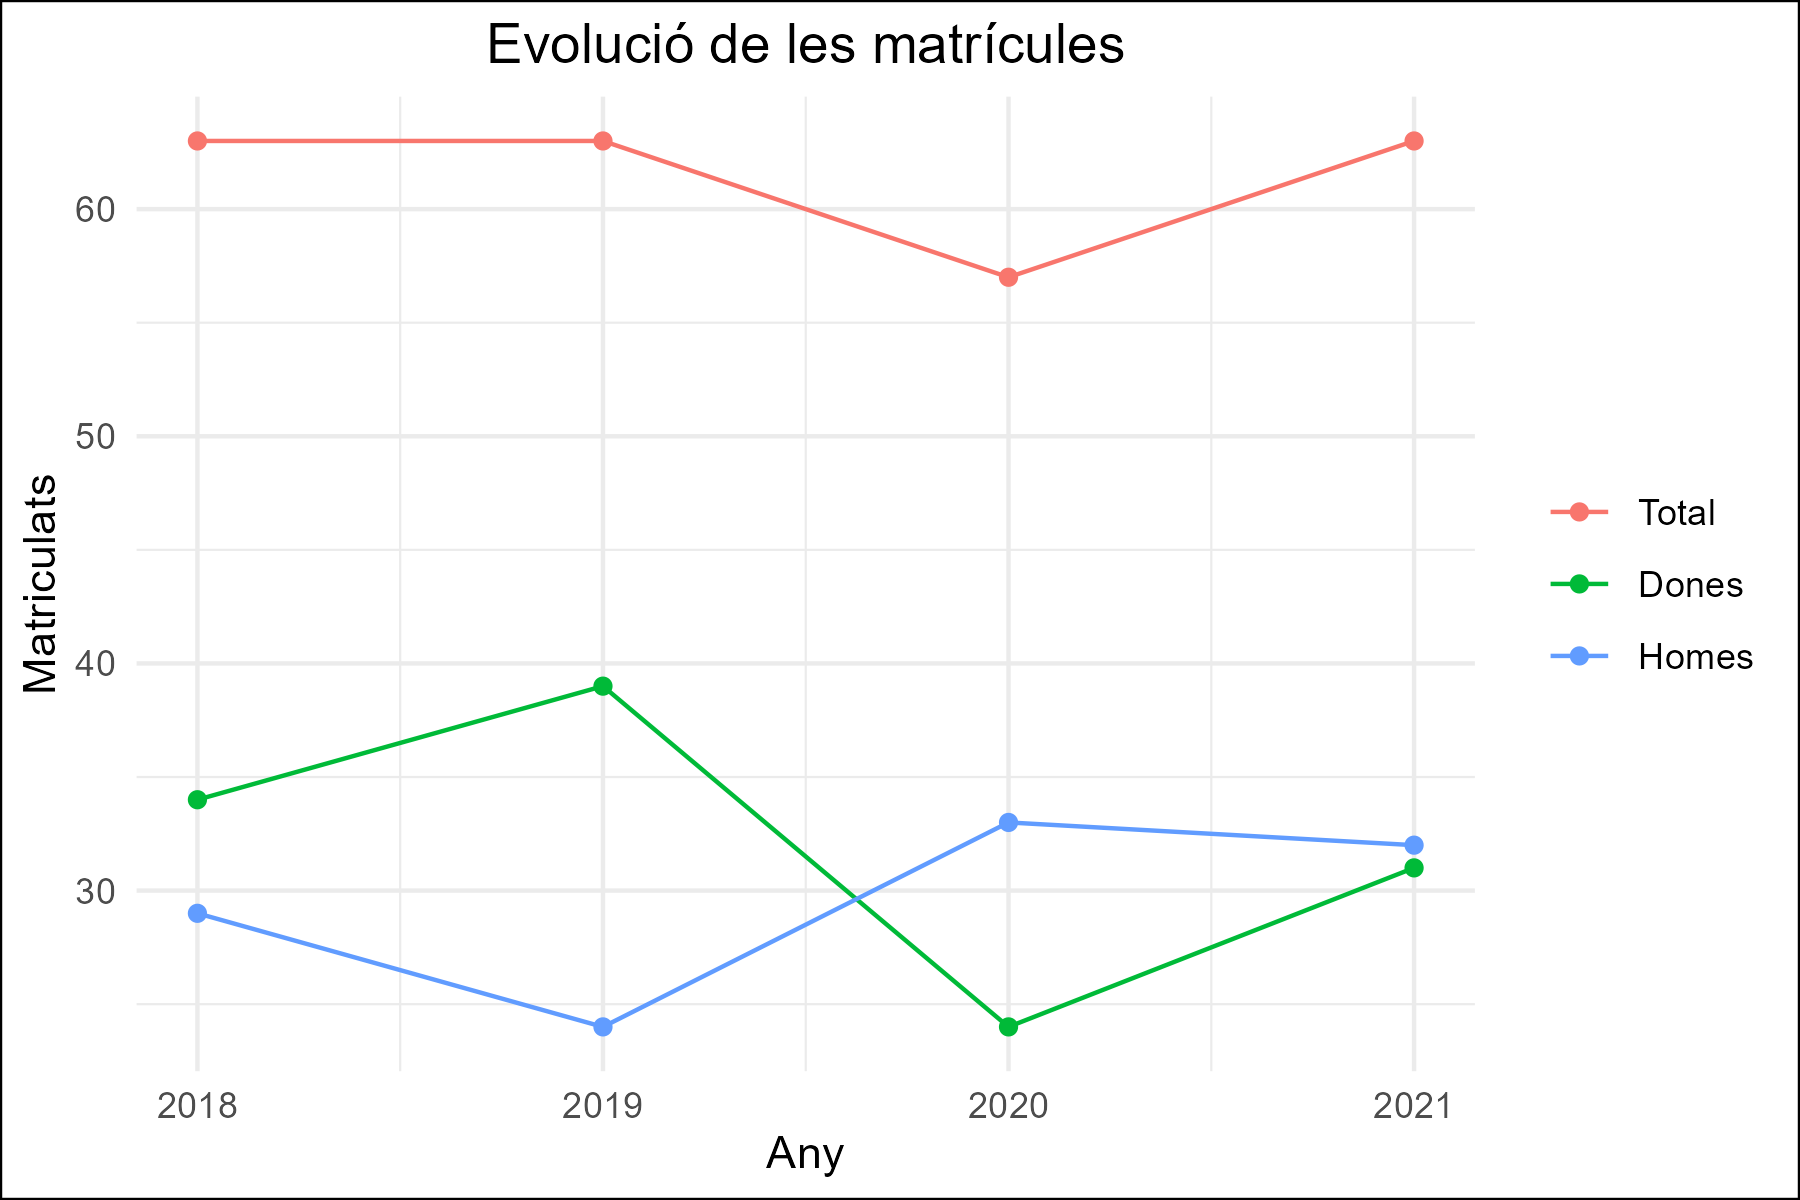 Evolució de les matrícules
Matriculats
60
50
40
30
2018
2019
2020
2021
Any
Total
Dones
Homes